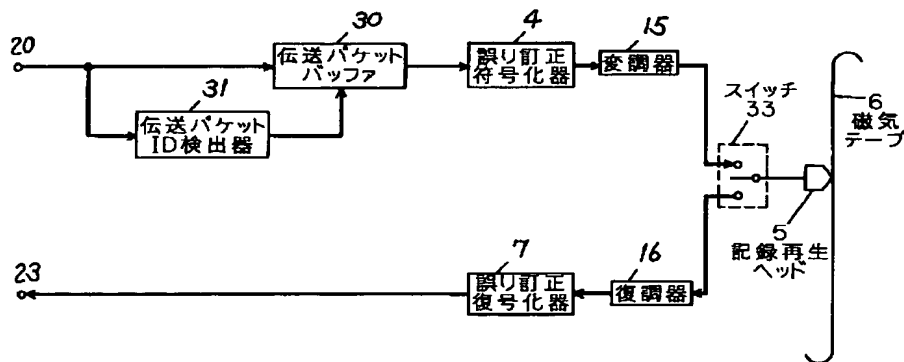 20
30
伝送パケット
バッファ
31
伝送パケット
ID検出器
4
誤り訂正
符号化器
15
変調器
スイッチ
33
6
磁気
テープ
5
記録再生
ヘッド
23
7
誤り訂正
復号化器
16
復調器